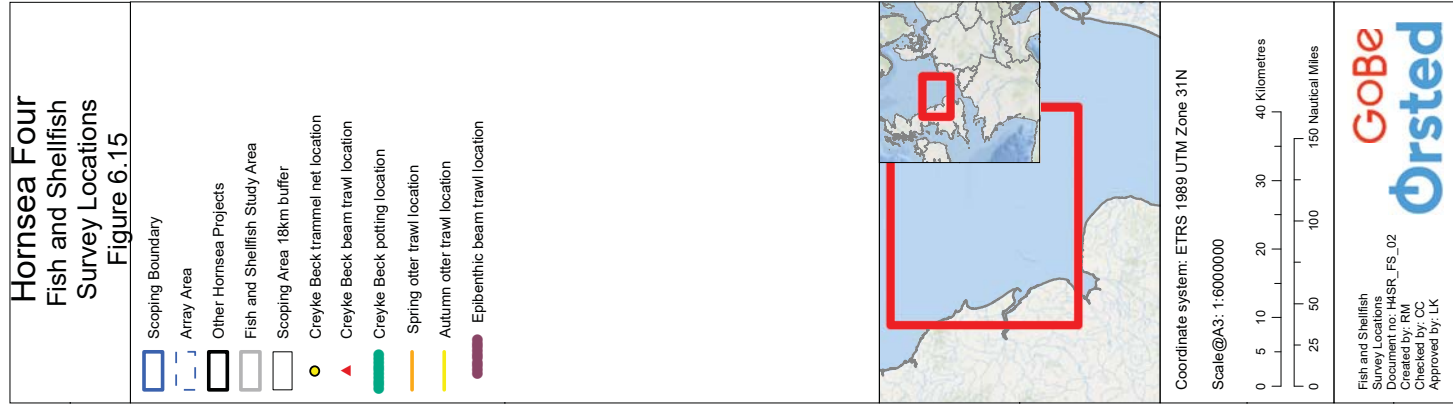 Hornsea Four
Fish and Shellfish
Survey Locations
Figure 6.15
Scoping Boundary
Array Area
Other Hornsea Projects
Fish and Shellfish Study Area
Scoping Area 18km buffer
Creyke Beck trammel net location
Creyke Beck beam trawl location
Creyke Beck potting location
Spring otter trawl location
Autumn otter trawl location
Epibenthic beam trawl location
Coordinate system: ETRS 1989 UTM Zone 31N
Scale@A3: 1:6000000
0 5 10 20 30 40 Kilometres
0 25 50 100 150 Nautical Miles
Fish and Shellfish
Survey Locations
Document no: H4SR_FS_02
Created by: RM
Checked by: CC
Approved by: LK
GOBe
Ørsted